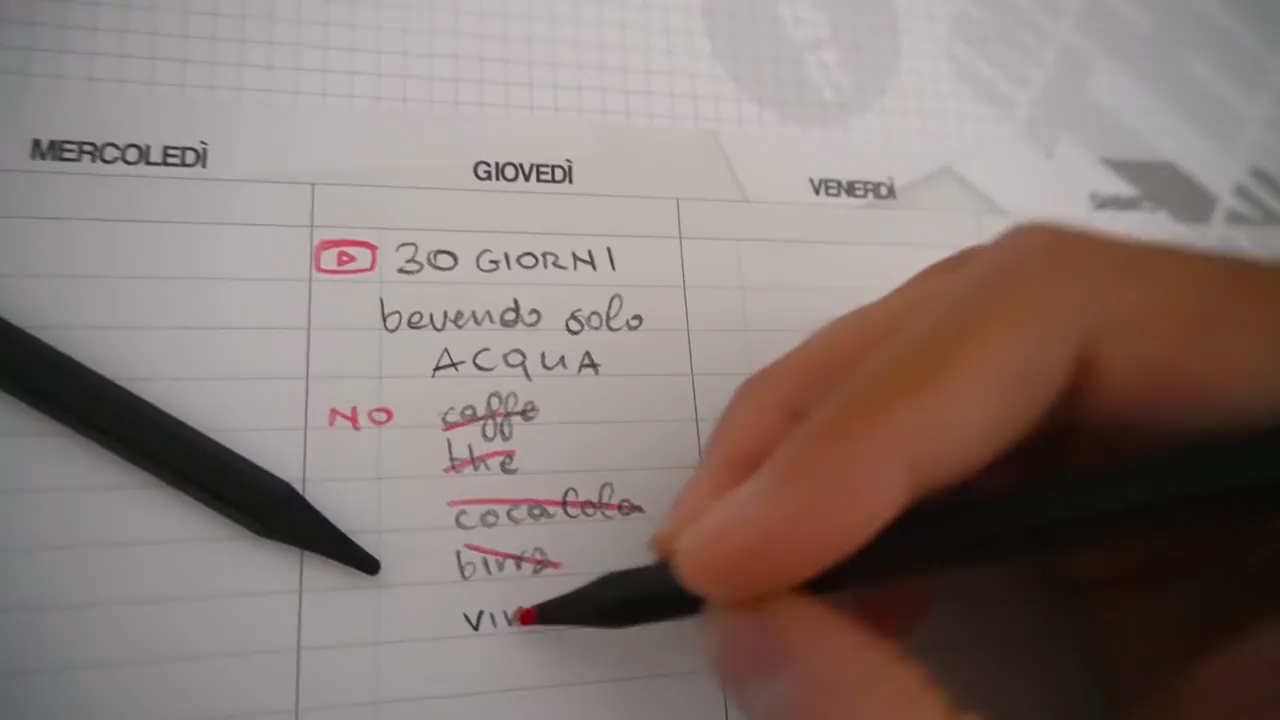 MERCOLEDÌ GIOVEDÌ VENERDÌ
30 GIORNI
bevendo solo
ACQUA
NO caffe
the
coca Cola
birra